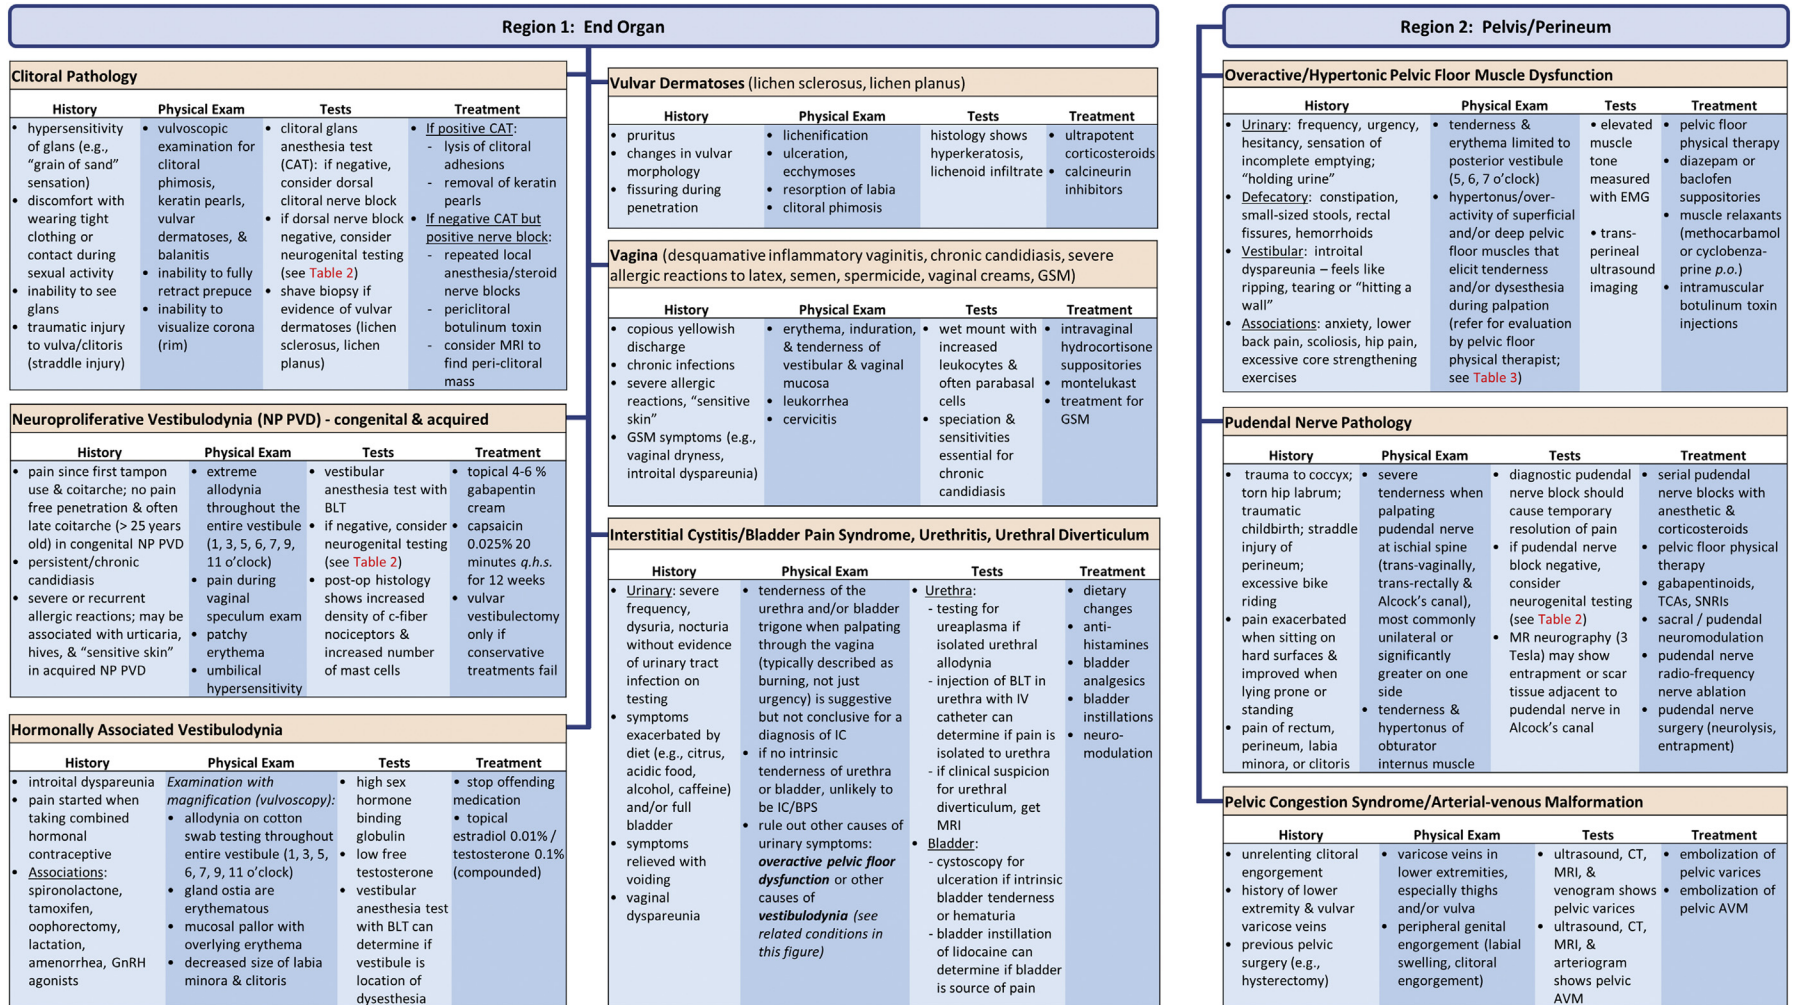 Region 1:  End Organ
Clitoral Pathology
History
• hypersensitivity
of glans (e.g.,
“grain of sand”
sensation)
• discomfort with
wearing tight
clothing or
contact during
sexual activity
• inability to see
glans
• traumatic injury
to vulva/clitoris
(straddle injury)
Physical Exam
• vulvoscopic
examination for
clitoral
phimosis,
keratin pearls,
vulvar
dermatoses, &
balanitis
• inability to fully
retract prepuce
• inability to
visualize corona
(rim)
Tests
• clitoral glans
anesthesia test
(CAT):  if negative,
consider dorsal
clitoral nerve block
• if dorsal nerve block
negative, consider
neurogenital testing
(see Table 2)
• shave biopsy if
evidence of vulvar
dermatoses (lichen
sclerosus, lichen
planus)
Treatment
• If positive CAT:
- lysis of clitoral
adhesions
- removal of keratin
pearls
• If negative CAT but
positive nerve block:
- repeated local
anesthesia/steroid
nerve blocks
- periclitoral
botulinum toxin
- consider MRI to
find peri-clitoral
mass
Neuroproliferative Vestibulodynia (NP PVD) - congenital & acquired
History
• pain since first tampon
use & coitarche; no pain
free penetration & often
late coitarche (> 25 years
old) in congenital NP PVD
• persistent/chronic
candidiasis
• severe or recurrent
allergic reactions; may be
associated with urticaria,
hives, & “sensitive skin”
in acquired NP PVD
Physical Exam
• extreme
allodynia
throughout the
entire vestibule
(1, 3, 5, 6, 7, 9,
11 o’clock)
• pain during
vaginal
speculum exam
• patchy
erythema
• umbilical
hypersensitivity
Tests
• vestibular
anesthesia test with
BLT
• if negative, consider
neurogenital testing
(see Table 2)
• post-op histology
shows increased
density of c-fiber
nociceptors &
increased number
of mast cells
Treatment
• topical 4-6 %
gabapentin
cream
• capsaicin
0.025% 20
minutes q.h.s.
for 12 weeks
• vulvar
vestibulectomy
only if
conservative
treatments fail
Hormonally Associated Vestibulodynia
History
• introital dyspareunia
• pain started when
taking combined
hormonal
contraceptive
• Associations:
spironolactone,
tamoxifen,
oophorectomy,
lactation,
amenorrhea, GnRH
agonists
Physical Exam
Examination with
magnification (vulvoscopy):
• allodynia on cotton
swab testing throughout
entire vestibule (1, 3, 5,
6, 7, 9, 11 o’clock)
• gland ostia are
erythematous
• mucosal pallor with
overlying erythema
• decreased size of labia
minora & clitoris
Tests
• high sex
hormone
binding
globulin
• low free
testosterone
• vestibular
anesthesia test
with BLT can
determine if
vestibule is
location of
dysesthesia
Treatment
• stop offending
medication
• topical
estradiol 0.01% /
testosterone 0.1%
(compounded)
Vulvar Dermatoses (lichen sclerosus, lichen planus)
History
• pruritus
• changes in vulvar
morphology
• fissuring during
penetration
Physical Exam
• lichenification
• ulceration,
ecchymoses
• resorption of labia
• clitoral phimosis
Tests
histology shows
hyperkeratosis,
lichenoid infiltrate
Treatment
• ultrapotent
corticosteroids
• calcineurin
inhibitors
Vagina (desquamative inflammatory vaginitis, chronic candidiasis, severe
allergic reactions to latex, semen, spermicide, vaginal creams, GSM)
History
• copious yellowish
discharge
• chronic infections
• severe allergic
reactions, “sensitive
skin”
• GSM symptoms (e.g.,
vaginal dryness,
introital dyspareunia)
Physical Exam
• erythema, induration,
& tenderness of
vestibular & vaginal
mucosa
• leukorrhea
• cervicitis
Tests
• wet mount with
increased
leukocytes &
often parabasal
cells
• speciation &
sensitivities
essential for
chronic
candidiasis
Treatment
• intravaginal
hydrocortisone
suppositories
• montelukast
• treatment for
GSM
Interstitial Cystitis/Bladder Pain Syndrome, Urethritis, Urethral Diverticulum
History
• Urinary: severe
frequency,
dysuria, nocturia
without evidence
of urinary tract
infection on
testing
• symptoms
exacerbated by
diet (e.g., citrus,
acidic food,
alcohol, caffeine)
and/or full
bladder
• symptoms
relieved with
voiding
• vaginal
dyspareunia
Physical Exam
• tenderness of the
urethra and/or bladder
trigone when palpating
through the vagina
(typically described as
burning, not just
urgency) is suggestive
but not conclusive for a
diagnosis of IC
• if no intrinsic
tenderness of urethra
or bladder, unlikely to
be IC/BPS
• rule out other causes of
urinary symptoms:
overactive pelvic floor
dysfunction or other
causes of
vestibulodynia (see
related conditions in
this figure)
Tests
• Urethra:
- testing for
ureaplasma if
isolated urethral
allodynia
- injection of BLT in
urethra with IV
catheter can
determine if pain is
isolated to urethra
- if clinical suspicion
for urethral
diverticulum, get
MRI
• Bladder:
- cystoscopy for
ulceration if intrinsic
bladder tenderness
or hematuria
- bladder instillation
of lidocaine can
determine if bladder
is source of pain
Treatment
• dietary
changes
• anti-
histamines
• bladder
analgesics
• bladder
instillations
• neuro-
modulation
Region 2:  Pelvis/Perineum
Overactive/Hypertonic Pelvic Floor Muscle Dysfunction
History
• Urinary:  frequency, urgency,
hesitancy, sensation of
incomplete emptying;
“holding urine”
• Defecatory:  constipation,
small-sized stools, rectal
fissures, hemorrhoids
• Vestibular:  introital
dyspareunia – feels like
ripping, tearing or “hitting a
wall”
• Associations: anxiety, lower
back pain, scoliosis, hip pain,
excessive core strengthening
exercises
Physical Exam
• tenderness &
erythema limited to
posterior vestibule
(5, 6, 7 o’clock)
• hypertonus/over-
activity of superficial
and/or deep pelvic
floor muscles that
elicit tenderness
and/or dysesthesia
during palpation
(refer for evaluation
by pelvic floor
physical therapist;
see Table 3)
Tests
• elevated
muscle
tone
measured
with EMG
• trans-
perineal
ultrasound
imaging
Treatment
• pelvic floor
physical therapy
• diazepam or
baclofen
suppositories
• muscle relaxants
(methocarbamol
or cyclobenza-
prine p.o.)
• intramuscular
botulinum toxin
injections
Pudendal Nerve Pathology
History
• trauma to coccyx;
torn hip labrum;
traumatic
childbirth; straddle
injury of
perineum;
excessive bike
riding
• pain exacerbated
when sitting on
hard surfaces &
improved when
lying prone or
standing
• pain of rectum,
perineum, labia
minora, or clitoris
Physical Exam
• severe
tenderness when
palpating
pudendal nerve
at ischial spine
(trans-vaginally,
trans-rectally &
Alcock’s canal),
most commonly
unilateral or
significantly
greater on one
side
• tenderness &
hypertonus of
obturator
internus muscle
Tests
• diagnostic pudendal
nerve block should
cause temporary
resolution of pain
• if pudendal nerve
block negative,
consider
neurogenital testing
(see Table 2)
• MR neurography (3
Tesla) may show
entrapment or scar
tissue adjacent to
pudendal nerve in
Alcock’s canal
Treatment
• serial pudendal
nerve blocks with
anesthetic &
corticosteroids
• pelvic floor physical
therapy
• gabapentinoids,
TCAs, SNRIs
• sacral / pudendal
neuromodulation
• pudendal nerve
radio-frequency
nerve ablation
• pudendal nerve
surgery (neurolysis,
entrapment)
Pelvic Congestion Syndrome/Arterial-venous Malformation
History
• unrelenting clitoral
engorgement
• history of lower
extremity & vulvar
varicose veins
• previous pelvic
surgery (e.g.,
hysterectomy)
Physical Exam
• varicose veins in
lower extremities,
especially thighs
and/or vulva
• peripheral genital
engorgement (labial
swelling, clitoral
engorgement)
Tests
• ultrasound, CT,
MRI, &
venogram shows
pelvic varices
• ultrasound, CT,
MRI, &
arteriogram
shows pelvic
AVM
Treatment
• embolization of
pelvic varices
• embolization of
pelvic AVM